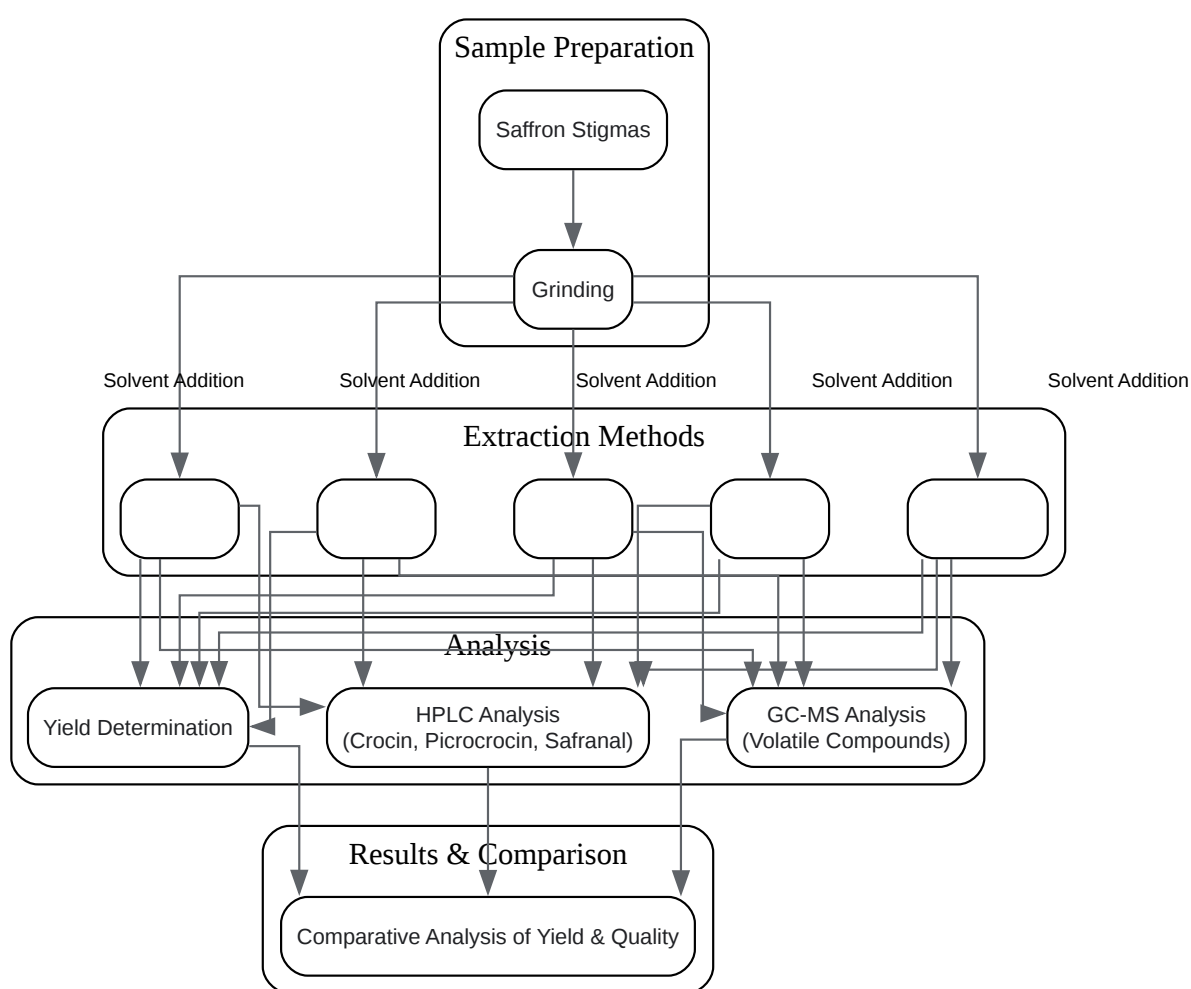 Sample Preparation
Saffron Stigmas
Grinding
Solvent Addition
Solvent Addition
Solvent Addition
Solvent Addition
Solvent Addition
Extraction Methods
Analysis
Yield Determination
HPLC Analysis
(Crocin, Picrocrocin, Safranal)
GC-MS Analysis
(Volatile Compounds)
Results & Comparison
Comparative Analysis of Yield & Quality